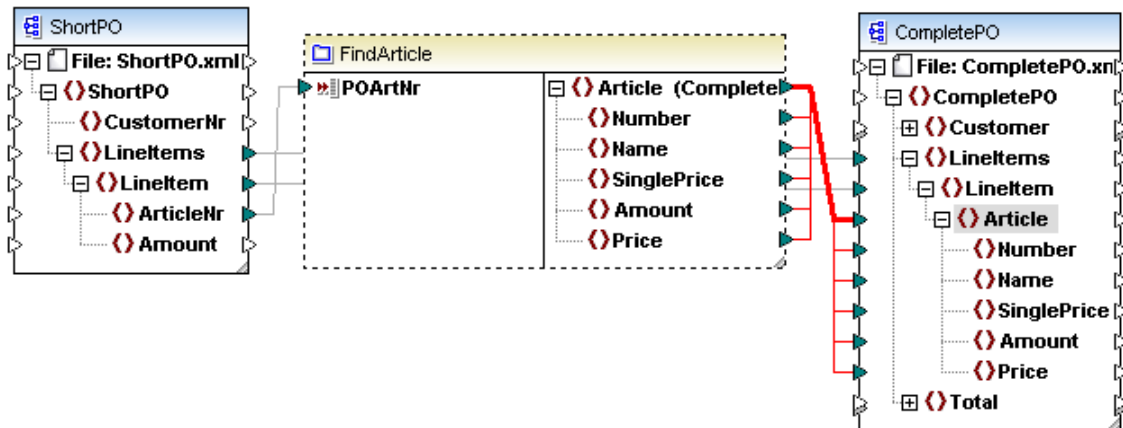 ShortPO
File: ShortPO.xml
ShortPO
CustomerNr
LineItems
LineItem
ArticleNr
Amount
FindArticle
POArtNr
Article (Complete
Number
Name
SinglePrice
Amount
Price
CompletePO
File: CompletePO.xn
CompletePO
Customer
LineItems
LineItem
Article
Number
Name
SinglePrice
Amount
Price
Total